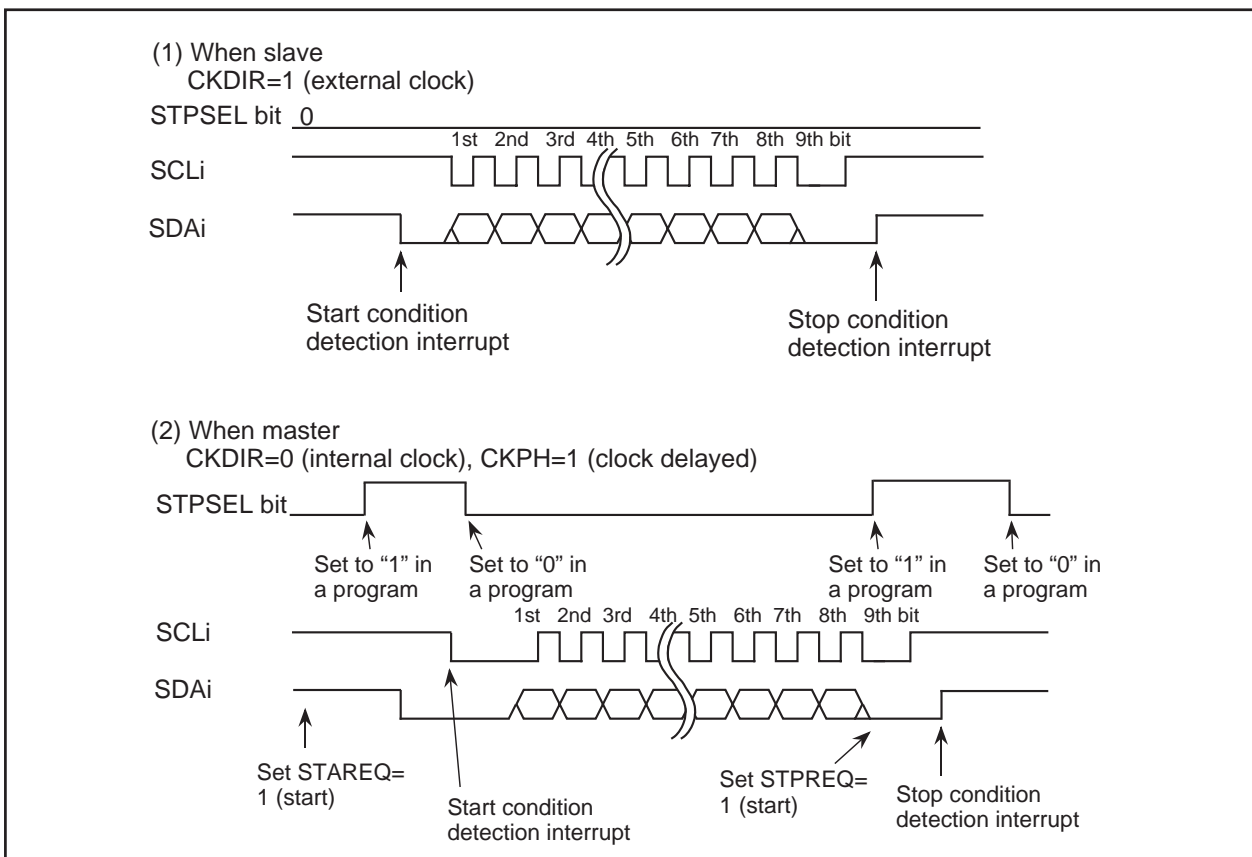 (1) When slave
CKDIR=1 (external clock)
STPSEL bit 0
1st 2nd 3rd 4th 5th 6th 7th 8th 9th bit
SCLi
SDAi
Start condition
detection interrupt
Stop condition
detection interrupt
(2) When master
CKDIR=0 (internal clock), CKPH=1 (clock delayed)
STPSEL bit
Set to “1” in
a program
Set to “0” in
a program
Set to “1” in
a program
Set to “0” in
a program
1st 2nd 3rd 4th 5th 6th 7th 8th 9th bit
SCLi
SDAi
Set STAREQ=
1 (start)
Start condition
detection interrupt
Set STPREQ=
1 (start)
Stop condition
detection interrupt